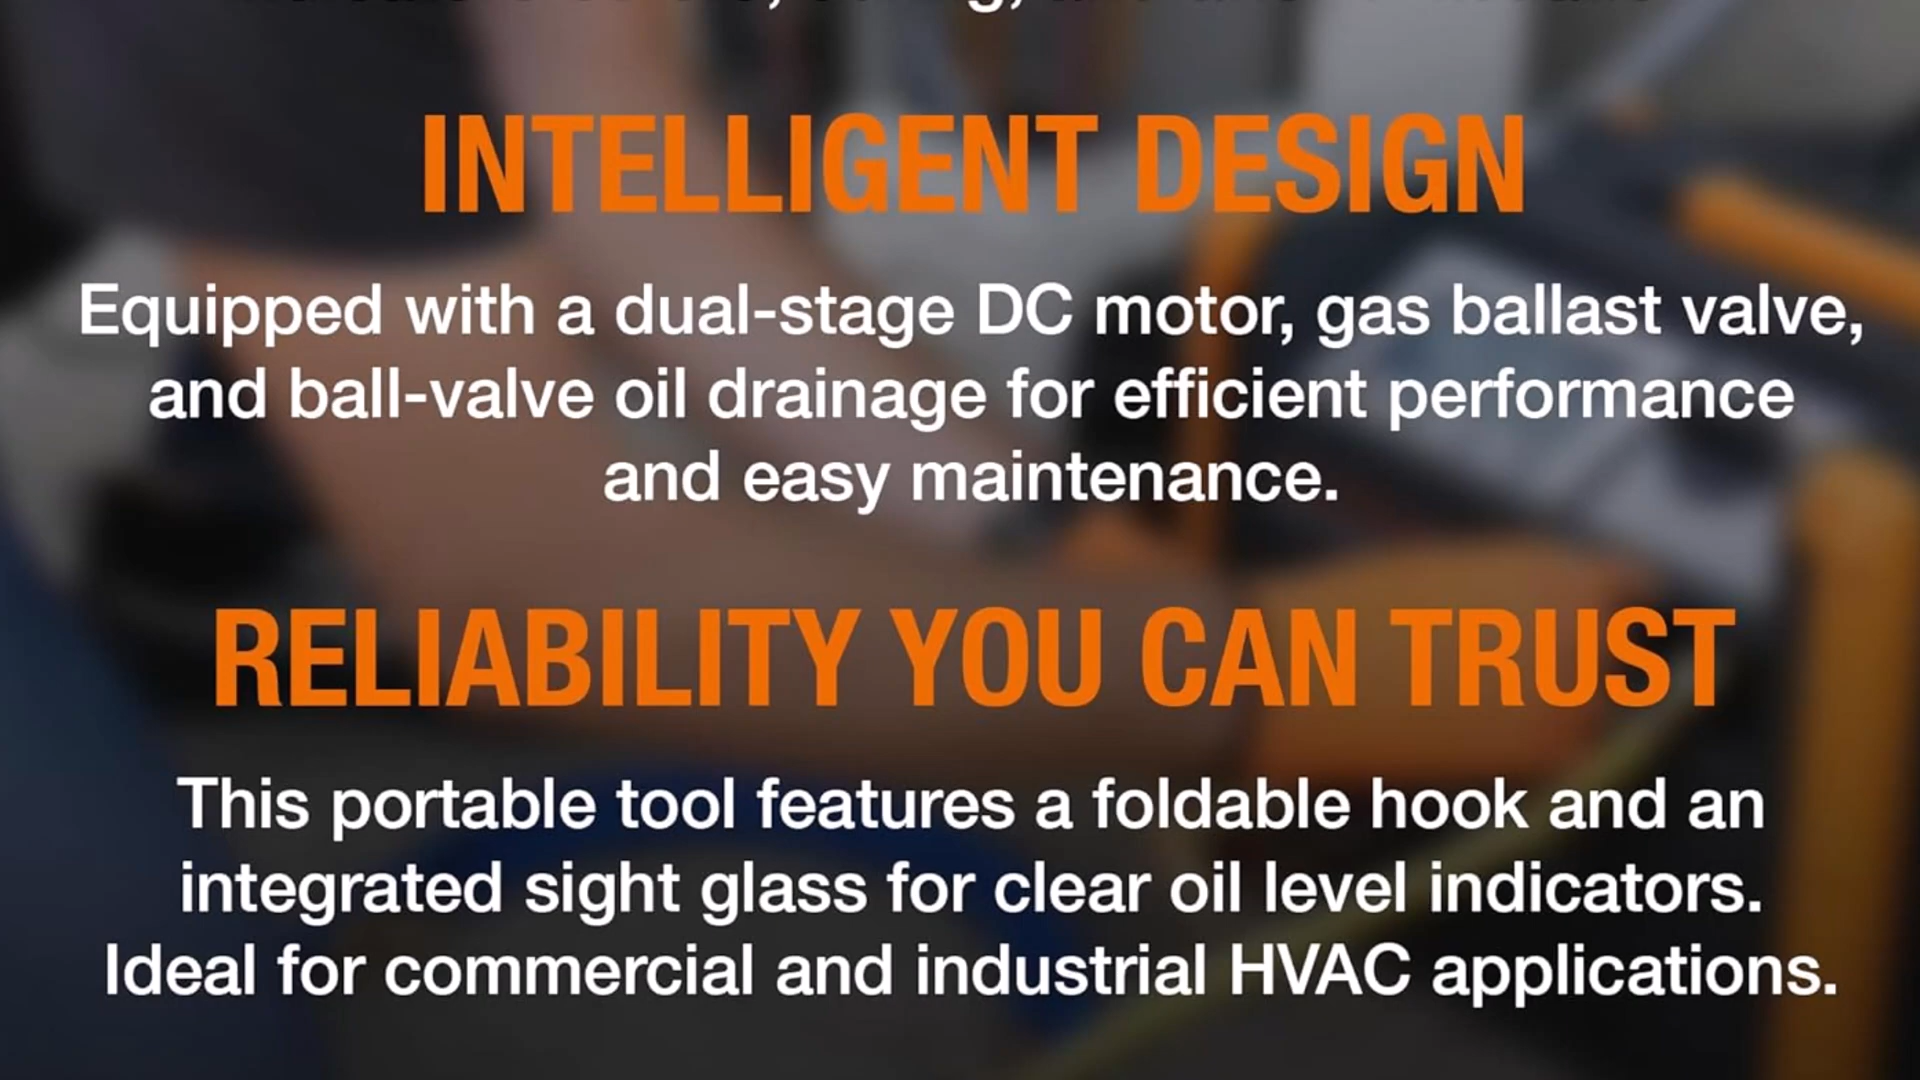 INTELLIGENT DESIGN
Equipped with a dual-stage DC motor, gas ballast valve,
and ball-valve oil drainage for efficient performance
and easy maintenance.
RELIABILITY YOU CAN TRUST
This portable tool features a foldable hook and an
integrated sight glass for clear oil level indicators.
Ideal for commercial and industrial HVAC applications.